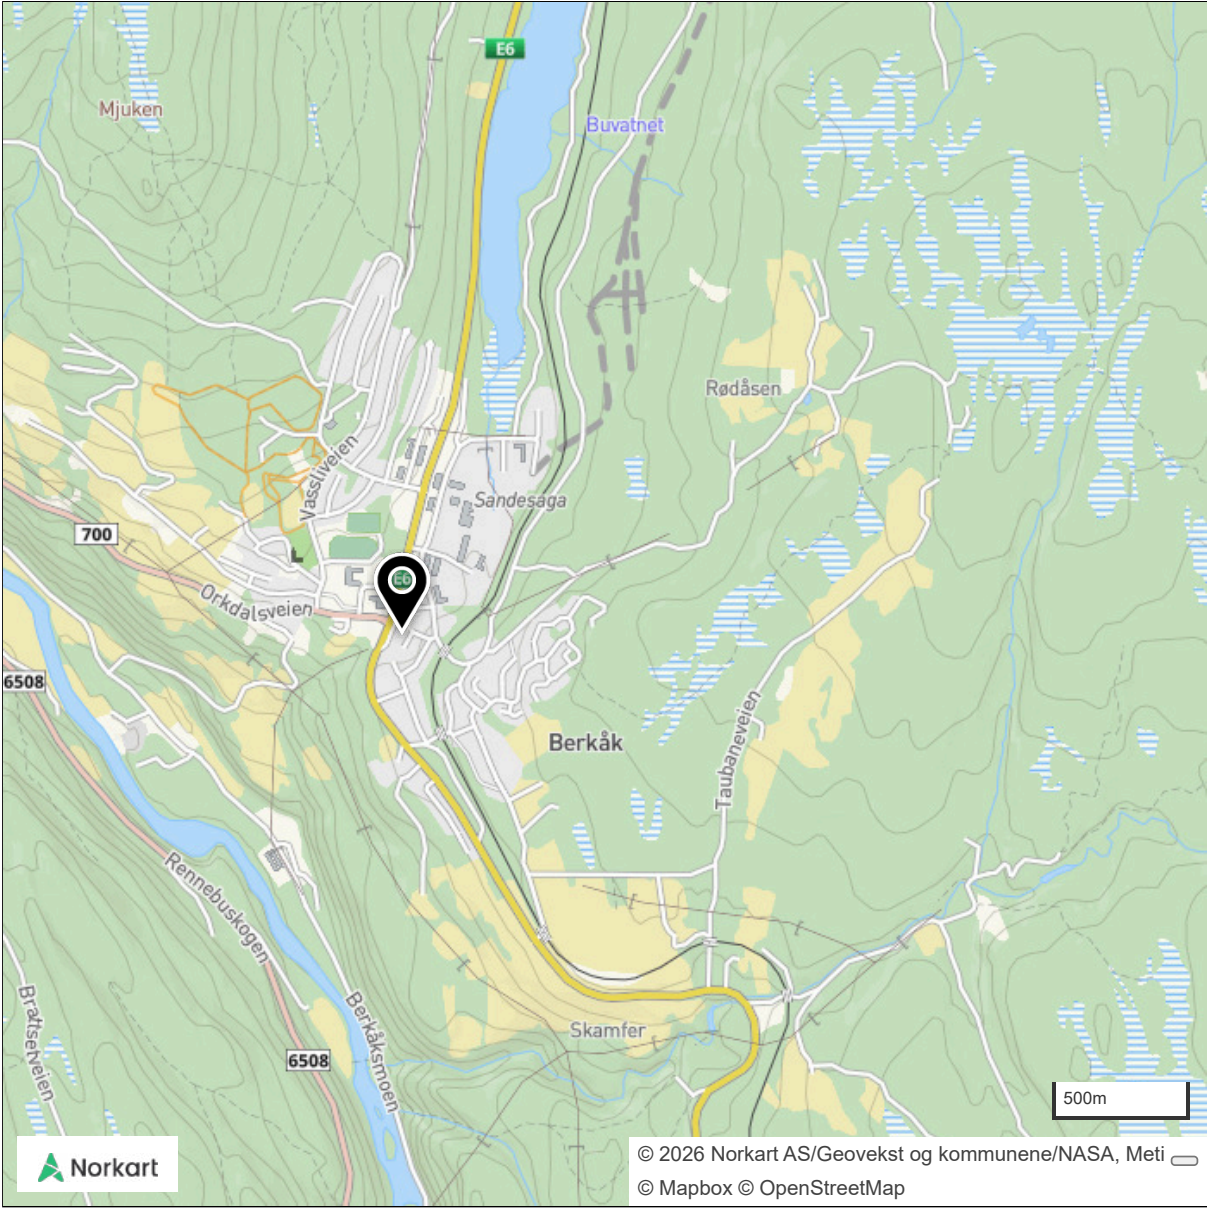 E6
Mjuken
Buvatnet
Rødåsen
Vassliveien
Sandesaga
700
E6
Orkdalsveien
6508
Berkåk
Taubaneveien
Rennebuskogen
Brattsetveien
Berkåksmoen
Skamfer
6508
500m
Norkart
© 2026 Norkart AS/Geovekst og kommunene/NASA, Meti
© Mapbox © OpenStreetMap